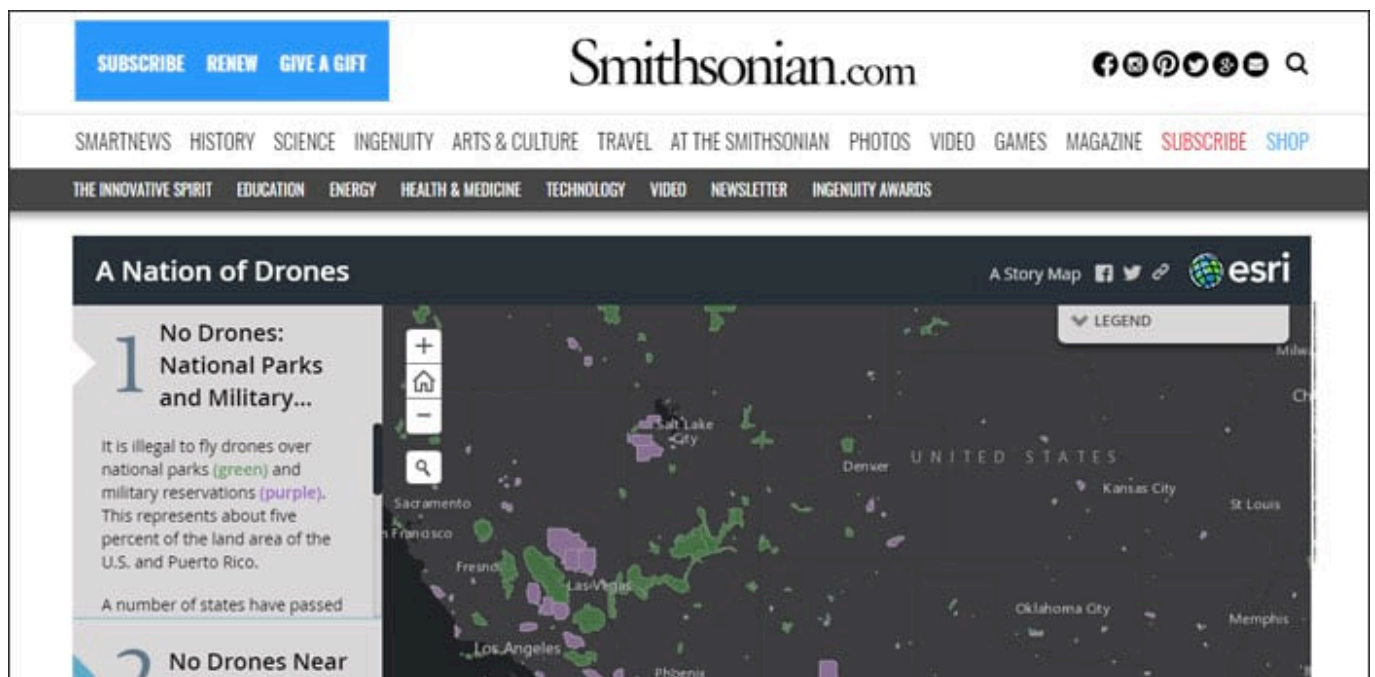 SUBSCRIBE RENEW GIVE A GIFT
Smithsonian.com
SMARTNEWS HISTORY SCIENCE INGENUITY ARTS & CULTURE TRAVEL AT THE SMITHSONIAN PHOTOS VIDEO GAMES MAGAZINE SUBSCRIBE SHOP
THE INNOVATIVE SPIRIT EDUCATION ENERGY HEALTH & MEDICINE TECHNOLOGY VIDEO NEWSLETTER INGENUITY AWARDS
A Nation of Drones
A Story Map
esri
1
No Drones:
National Parks
and Military...
It is illegal to fly drones over
national parks (green) and
military reservations (purple).
This represents about five
percent of the land area of the
U.S. and Puerto Rico.
A number of states have passed
2
No Drones Near
LEGEND
Salt Lake
City
Denver
UNITED STATES
Kansas City
St Louis
Sacramento
Francisco
Fresno
Las Vegas
Oklahoma City
Memphis
Los Angeles
Phoenix